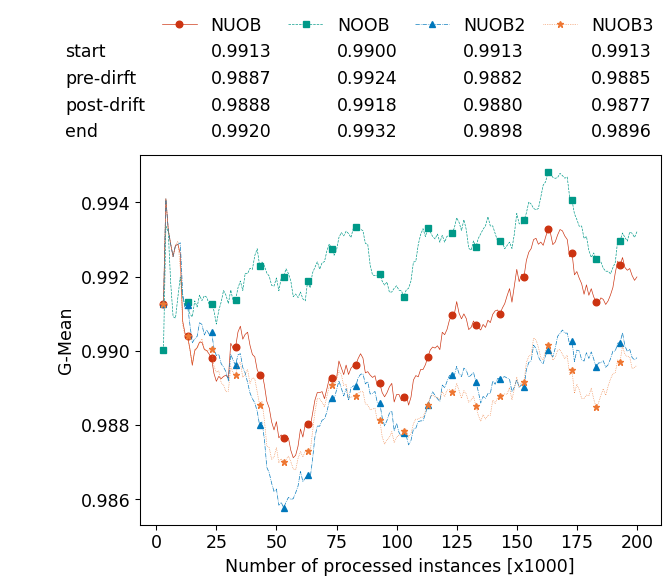 NUOB NOOB NUOB2 NUOB3
start 0.9913 0.9900 0.9913 0.9913
pre-dirft 0.9887 0.9924 0.9882 0.9885
post-drift 0.9888 0.9918 0.9880 0.9877
end 0.9920 0.9932 0.9898 0.9896
0.994
0.992
0.990
0.988
0.986
G-Mean
0 25 50 75 100 125 150 175 200
Number of processed instances [x1000]